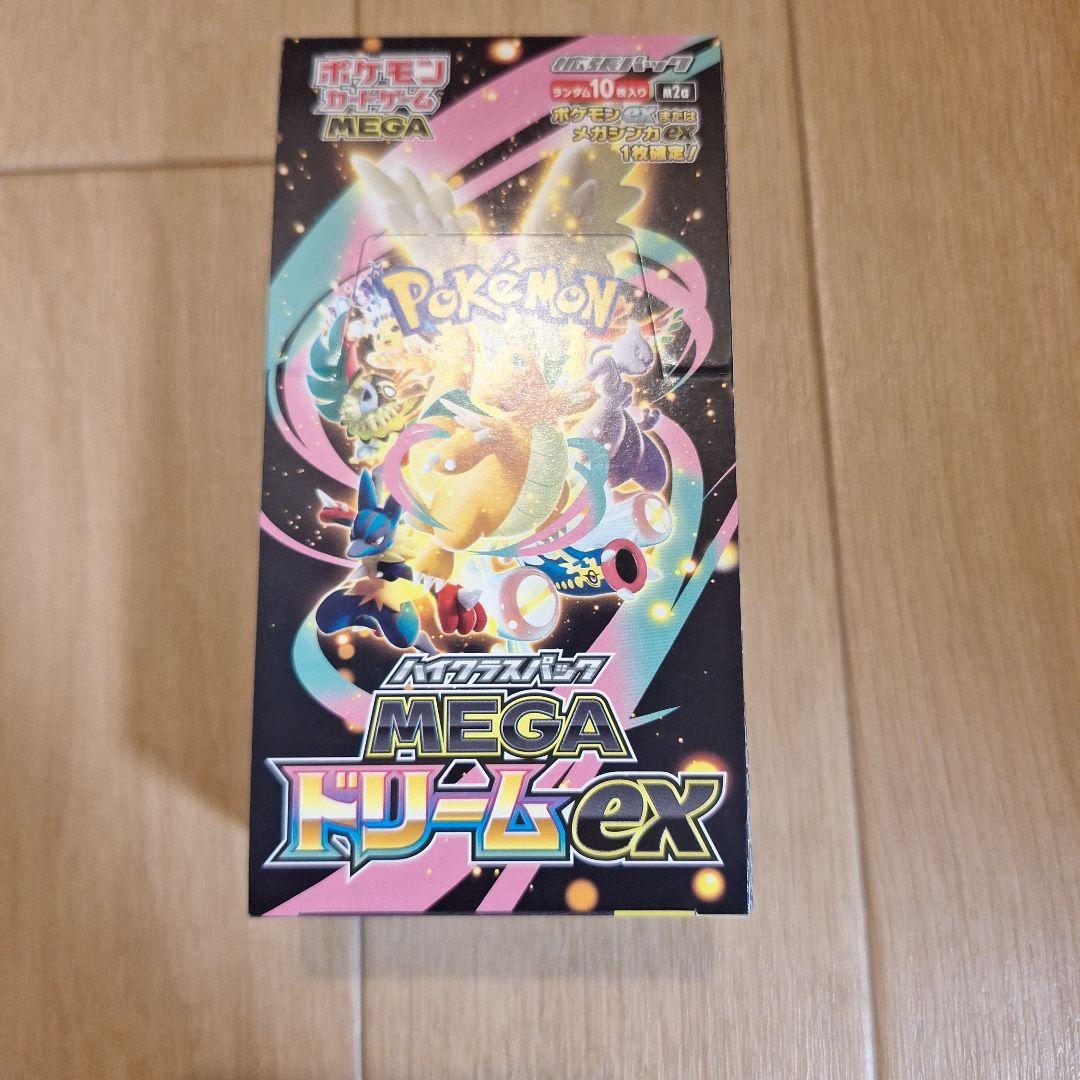 ポケモン
カードゲーム
MEGA
拡張パック
ランダム10枚入り M2a
ポケモンexまたは
メガシンカex
1枚確定!
POKéMON
ハイクラスパック
MEGA
ドリームex